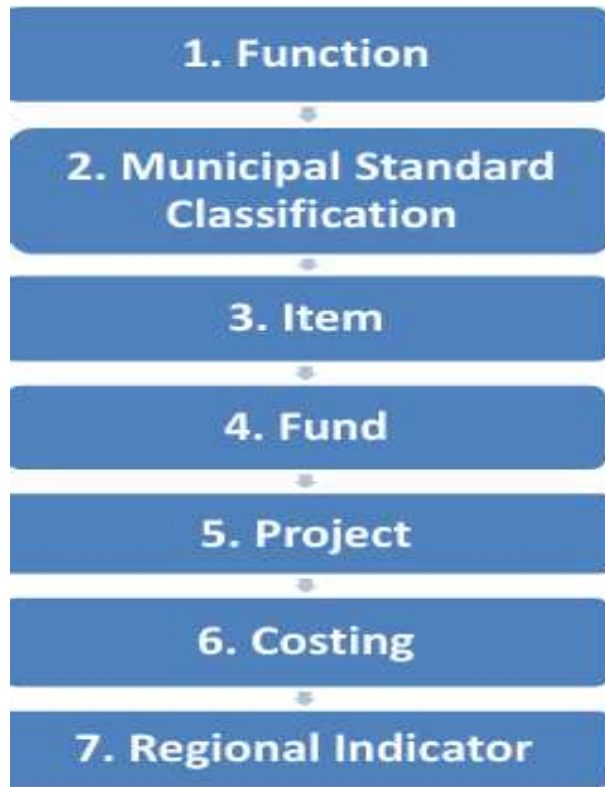 1. Function
2. Municipal Standard
Classification
3. Item
4. Fund
5. Project
6. Costing
7. Regional Indicator